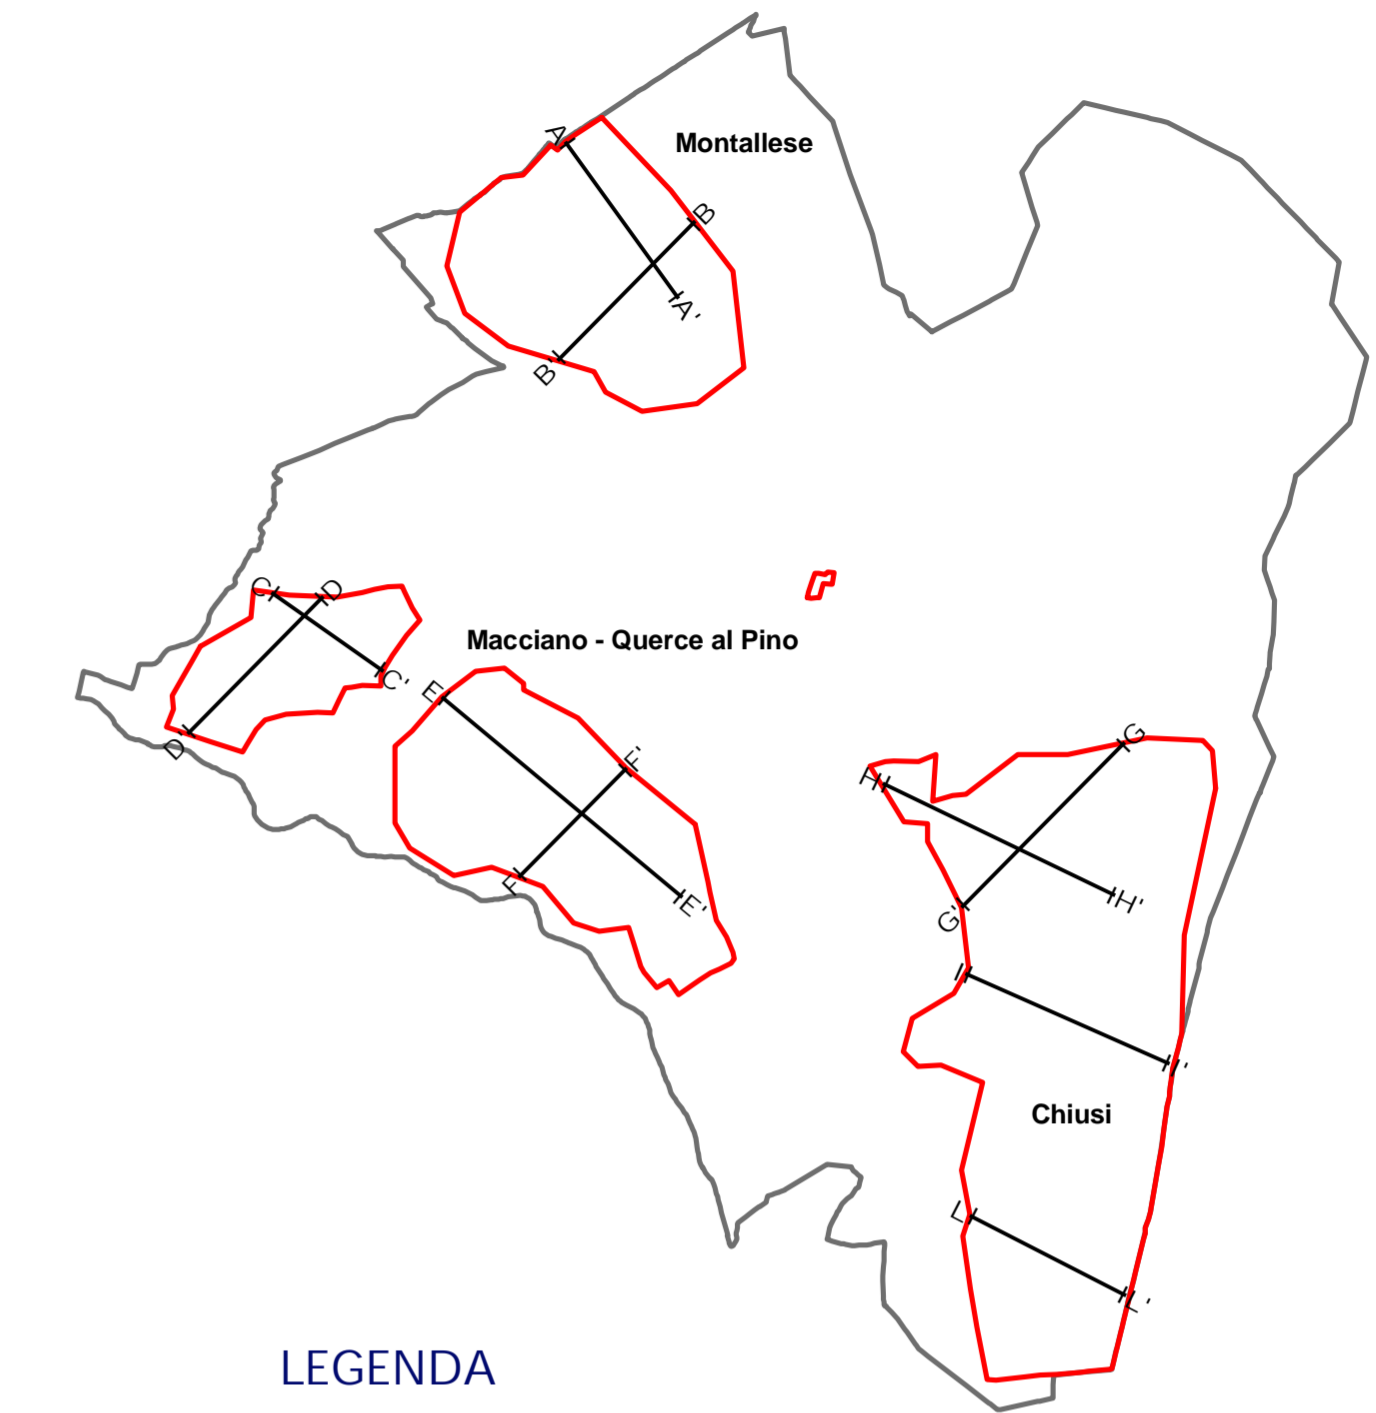 A
Montallese
B
A'
B'
C
D
Macciano - Querce al Pino
C'
D'
E
F'
F
E'
G
H
H'
G'
I
I'
Chiusi
L
L'
LEGENDA